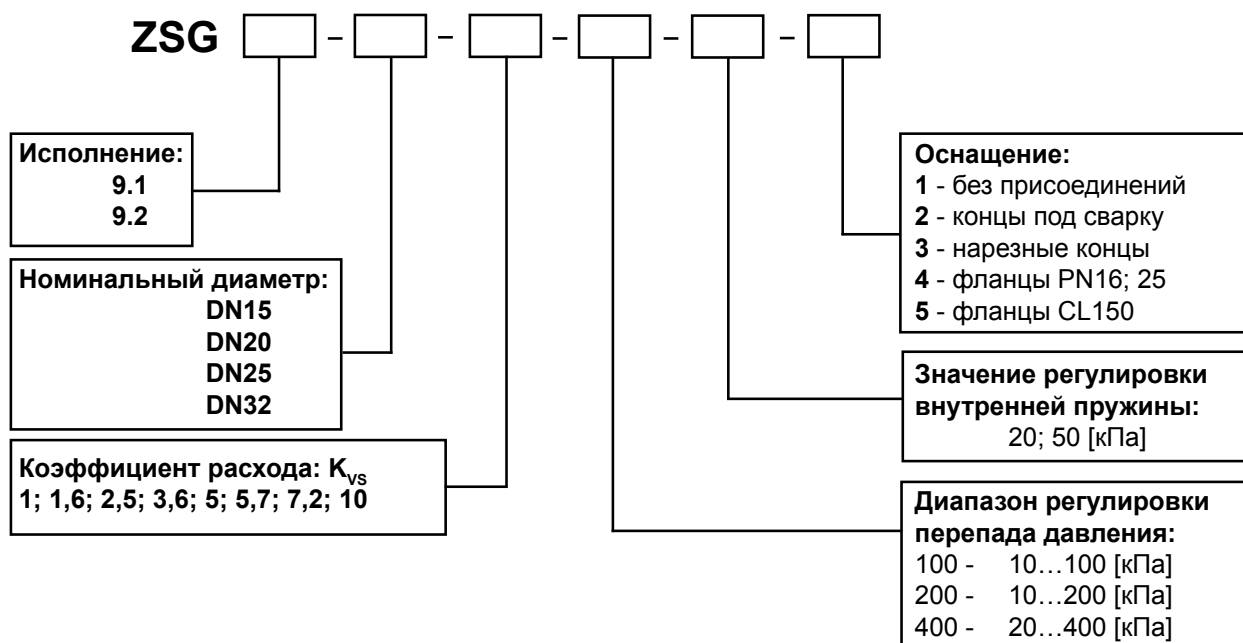 ZSG – - - - -
Исполнение:
9.1
9.2
Номинальный диаметр:
DN15
DN20
DN25
DN32
Коэффициент расхода: KVS
1; 1,6; 2,5; 3,6; 5; 5,7; 7,2; 10
Оснащение:
1 - без присоединений
2 - концы под сварку
3 - нарезные концы
4 - фланцы PN16; 25
5 - фланцы CL150
Значение регулировки
внутренней пружины:
20; 50 [кПа]
Диапазон регулировки
перепада давления:
100 - 10…100 [кПа]
200 - 10…200 [кПа]
400 - 20…400 [кПа]